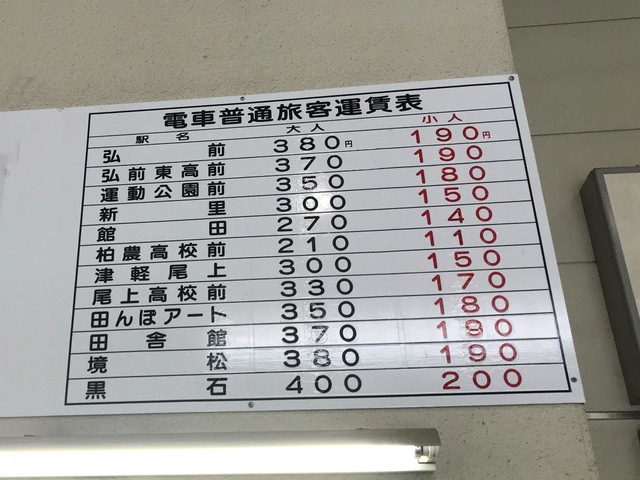 電車普通旅客運賃表
駅名 大人 小人
弘前 380円 190円
弘前東高前 370 190
運動公園前 350 180
新里 300 150
館田 270 140
柏農高校前 210 110
津軽尾上 300 150
尾上高校前 330 170
田んぼアート 350 180
田舎館 370 190
境松 380 190
黒石 400 200